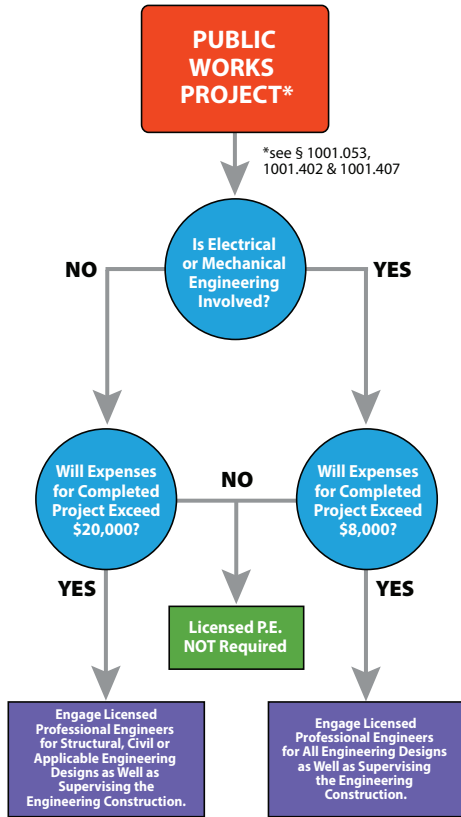 PUBLIC
WORKS
PROJECT*
*see § 1001.053,
1001.402 & 1001.407
Is Electrical
or Mechanical
Engineering
Involved?
NO
YES
Will Expenses
for Completed
Project Exceed
$20,000?
NO
Will Expenses
for Completed
Project Exceed
$8,000?
YES
YES
Licensed P.E.
NOT Required
Engage Licensed
Professional Engineers
for Structural, Civil or
Applicable Engineering
Designs as Well as
Supervising the
Engineering Construction.
Engage Licensed
Professional Engineers
for All Engineering Designs
as Well as Supervising
the Engineering
Construction.